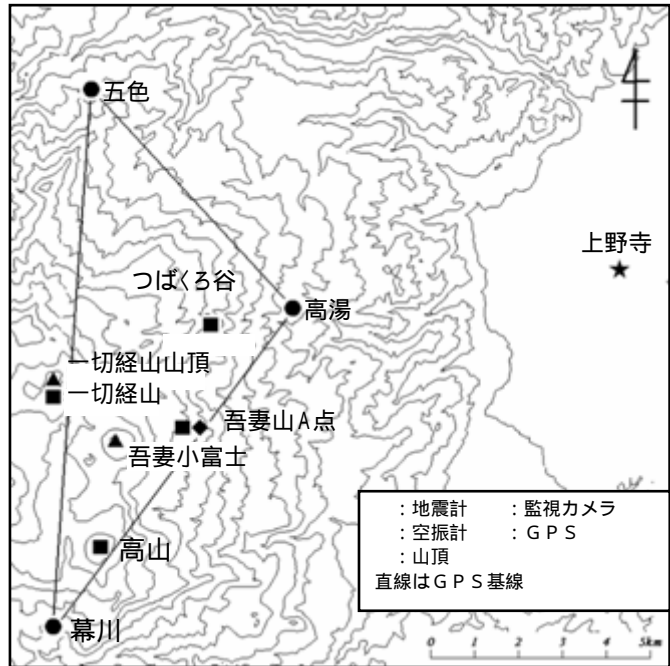 五色
上野寺
つばくろ谷
高湯
一切経山山頂
一切経山
吾妻山A点
吾妻小富士
高山
幕川
：地震計　：監視カメラ
：空振計　：ＧＰＳ
：山頂
直線はＧＰＳ基線
0 1 2 3 4 5km